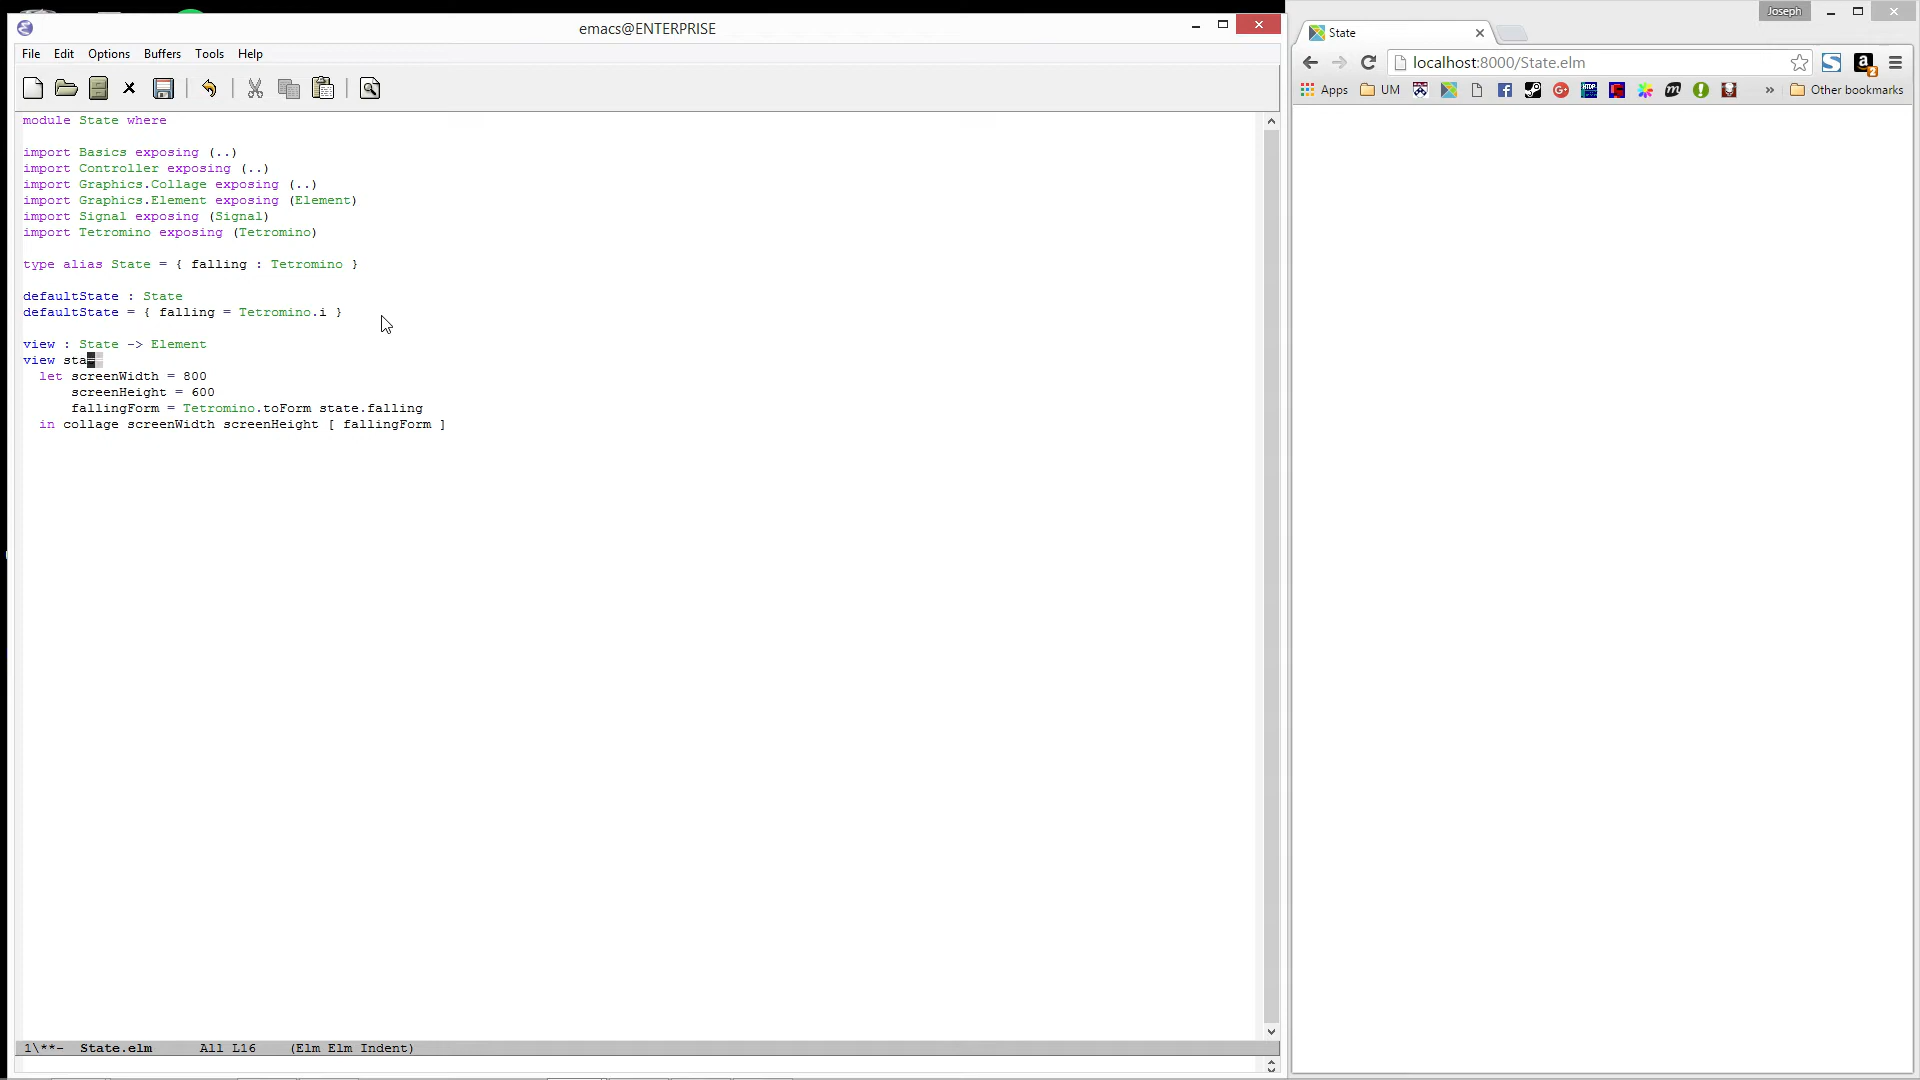 emacs@ENTERPRISE
File Edit Options Buffers Tools Help
module State where
import Basics exposing (..)
import Controller exposing (..)
import Graphics.Collage exposing (..)
import Graphics.Element exposing (Element)
import Signal exposing (Signal)
import Tetromino exposing (Tetromino)
type alias State = { falling : Tetromino }
defaultState : State
defaultState = { falling = Tetromino.i }
view : State -> Element
view sta =
let screenWidth = 800
screenHeight = 600
fallingForm = Tetromino.toForm state.falling
in collage screenWidth screenHeight [ fallingForm ]
1\**- State.elm All L16 (Elm Elm Indent)
Joseph
State
localhost:8000/State.elm
Apps UM » Other bookmarks